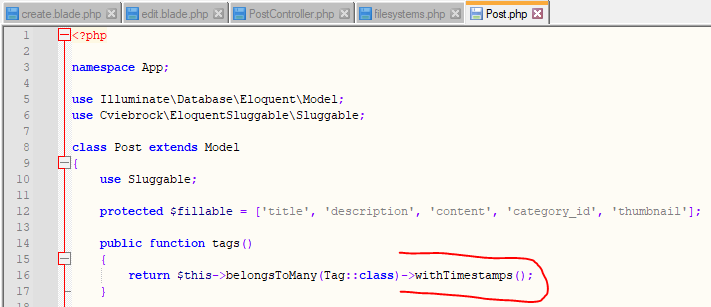 create.blade.php edit.blade.php PostController.php filesystems.php Post.php
1 <?php
2
3 namespace App;
4
5 use Illuminate\Database\Eloquent\Model;
6 use Cviebrock\EloquentSluggable\Sluggable;
7
8 class Post extends Model
9 {
10 use Sluggable;
11
12 protected $fillable = ['title', 'description', 'content', 'category_id', 'thumbnail'];
13
14 public function tags()
15 {
16 return $this->belongsToMany(Tag::class)->withTimestamps();
17 }
18